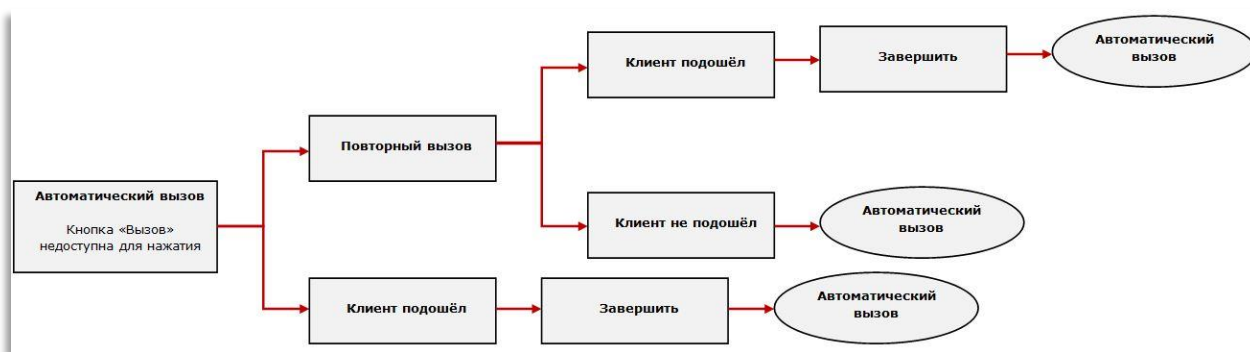 Клиент подошёл
Завершить
Автоматический
вызов
Повторный вызов
Автоматический вызов
Кнопка «Вызов»
недоступна для нажатия
Клиент не подошёл
Автоматический
вызов
Клиент подошёл
Завершить
Автоматический
вызов